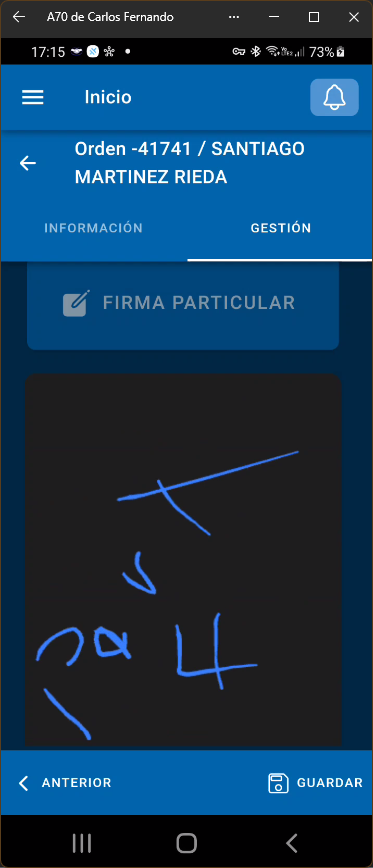 A70 de Carlos Fernando
17:15
73%
Inicio
Orden -41741 / SANTIAGO
MARTINEZ RIEDA
INFORMACIÓN
GESTIÓN
FIRMA PARTICULAR
4
ANTERIOR
GUARDAR